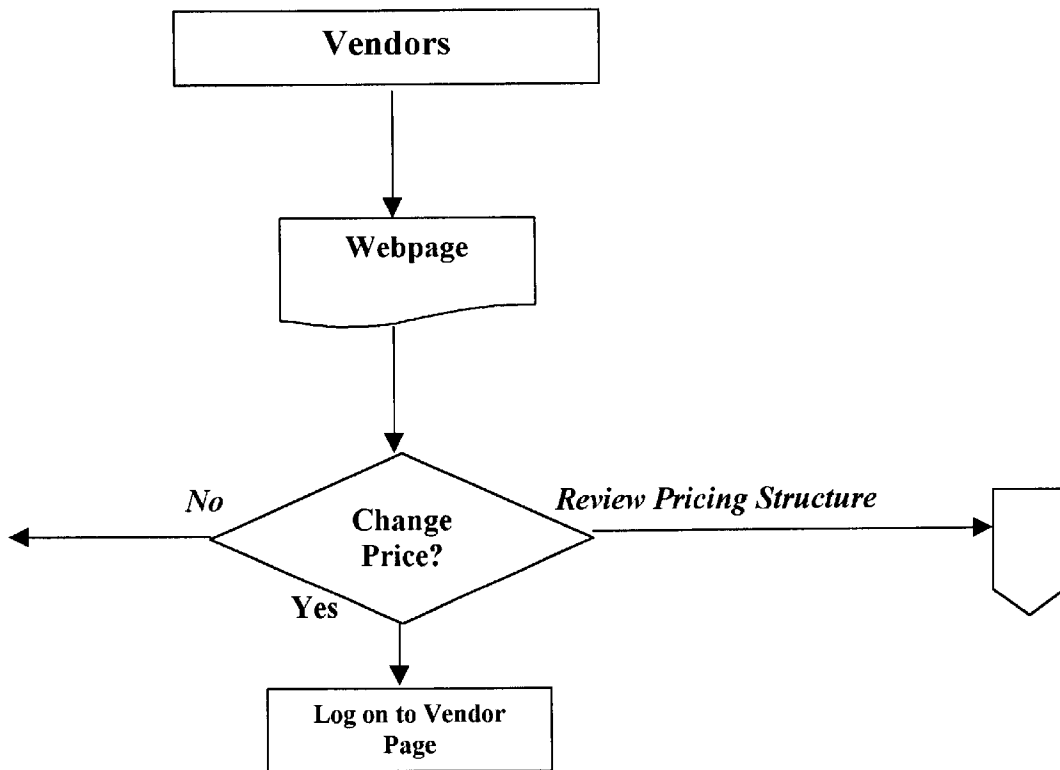 Vendors
Webpage
No
Review Pricing Structure
Change
Price?
Yes
Log on to Vendor
Page